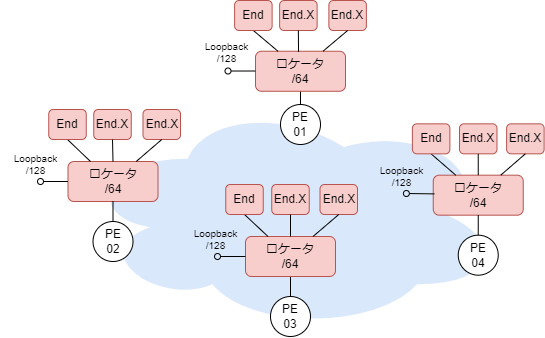 End
End.X
End.X
Loopback
/128
ロケータ
/64
PE
01
End
End.X
End.X
Loopback
/128
ロケータ
/64
PE
02
End
End.X
End.X
Loopback
/128
ロケータ
/64
PE
03
End
End.X
End.X
Loopback
/128
ロケータ
/64
PE
04